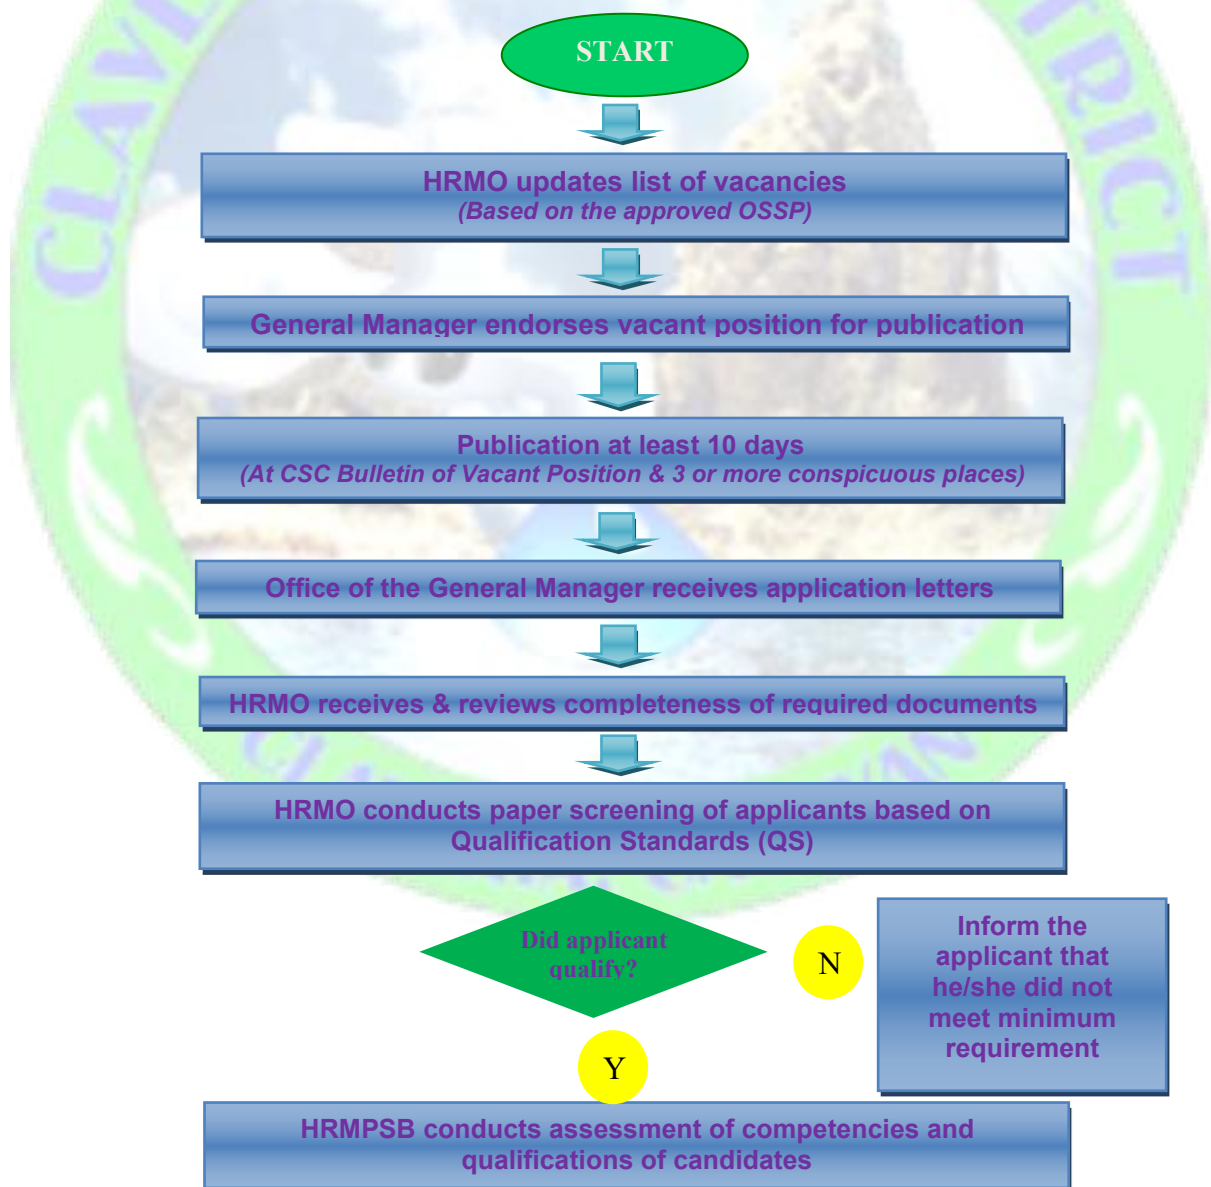 START
HRMO updates list of vacancies
(Based on the approved OSSP)
General Manager endorses vacant position for publication
Publication at least 10 days
(At CSC Bulletin of Vacant Position & 3 or more conspicuous places)
Office of the General Manager receives application letters
HRMO receives & reviews completeness of required documents
HRMO conducts paper screening of applicants based on
Qualification Standards (QS)
Did applicant
qualify?
N
Inform the
applicant that
he/she did not
meet minimum
requirement
Y
HRMPSB conducts assessment of competencies and
qualifications of candidates